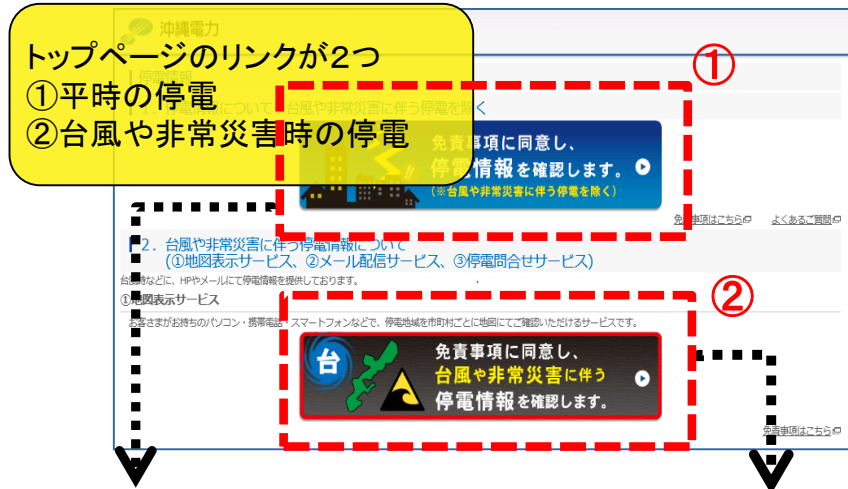 沖縄電力
トップページのリンクが2つ
①平時の停電
②台風や非常災害時の停電
①
停電情報
台風や非常災害に伴う停電を除く
免責事項に同意し、
停電情報を確認します。
(※台風や非常災害に伴う停電を除く)
免責事項はこちら
よくあるご質問
2. 台風や非常災害に伴う停電情報について
(①地図表示サービス、②メール配信サービス、③停電問合せサービス)
台風時などに、HPやメールにて停電情報を提供しております。
①地図表示サービス
②
お客さまがお持ちのパソコン・携帯電話・スマートフォンなどで、停電地域を市町村ごとに地図にてご確認いただけるサービスです。
台
免責事項に同意し、
台風や非常災害に伴う
停電情報を確認します。
免責事項はこちら